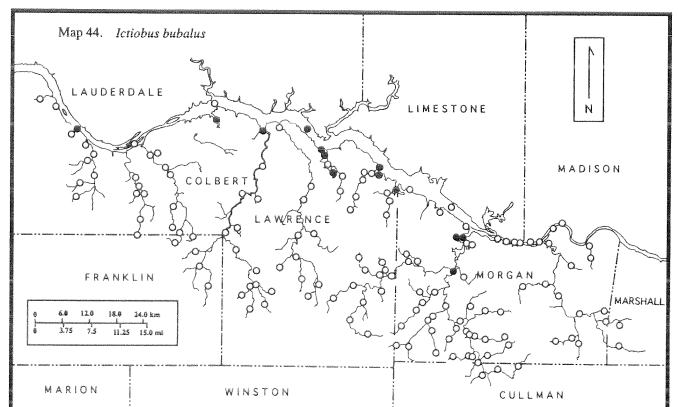 Map 44. Ictiobus bubalus
LAUDERDALE
LIMESTONE
N
MADISON
COLBERT
LAWRENCE
FRANKLIN
MORGAN
MARSHALL
0 6.0 12.0 18.0 24.0 km
0 3.75 7.5 11.25 15.0 mi
MARION
WINSTON
CULLMAN